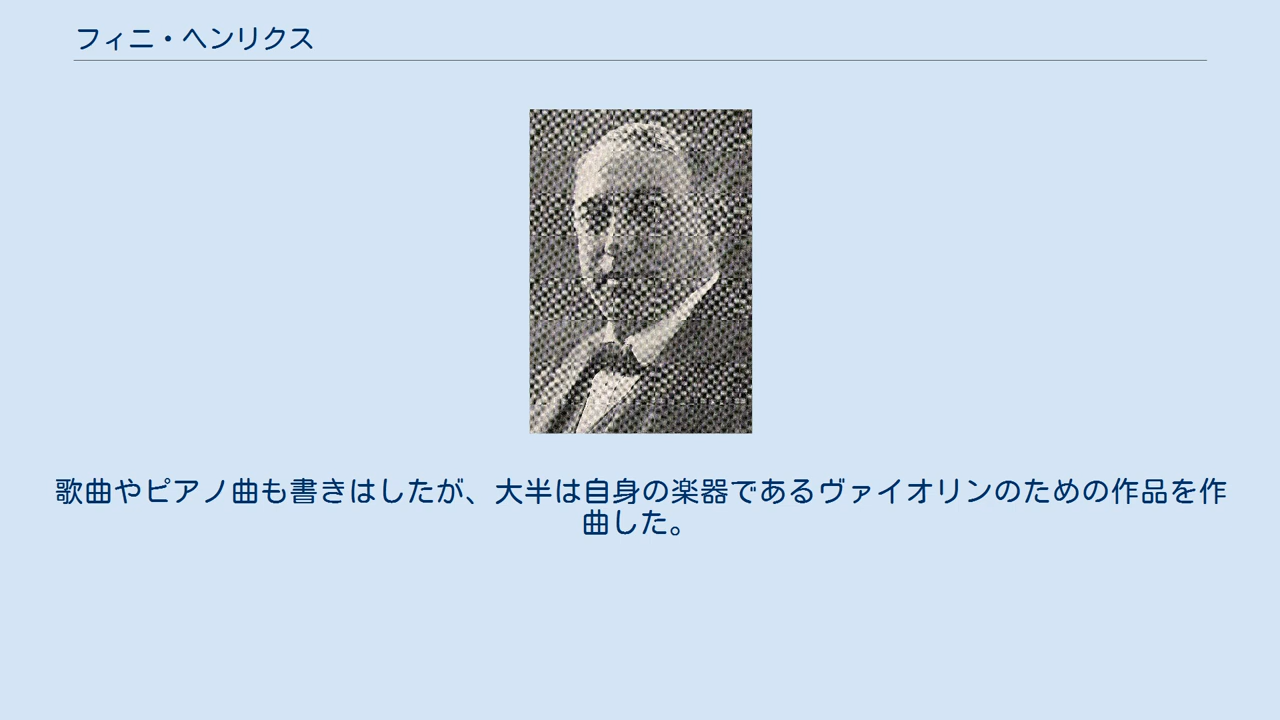 フィニ・ヘンリクス
歌曲やピアノ曲も書きはしたが、大半は自身の楽器であるヴァイオリンのための作品を作
曲した。